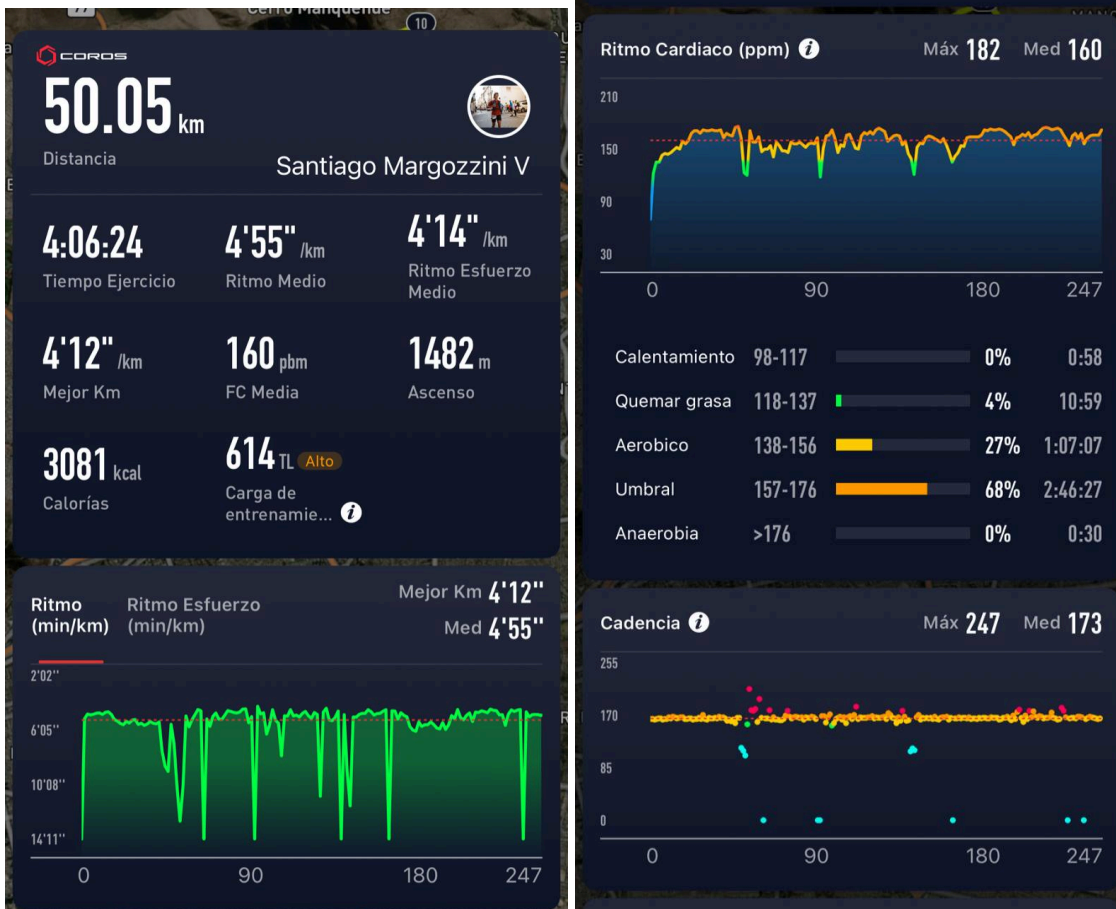 Cerro Manquehue
10
COROS
50.05 km
Distancia
Santiago Margozzini V
4:06:24
Tiempo Ejercicio
4'55" /km
Ritmo Medio
4'14" /km
Ritmo Esfuerzo
Medio
4'12" /km
Mejor Km
160 pbm
FC Media
1482 m
Ascenso
3081 kcal
Calorías
614 TL Alto
Carga de
entrenamie... i
Ritmo
(min/km)
Ritmo Esfuerzo
(min/km)
Mejor Km 4'12"
Med 4'55"
2'02''
6'05''
10'08''
14'11''
0 90 180 247
Ritmo Cardiaco (ppm) i Máx 182 Med 160
210
150
90
30
0 90 180 247
Calentamiento 98-117 0% 0:58
Quemar grasa 118-137 4% 10:59
Aerobico 138-156 27% 1:07:07
Umbral 157-176 68% 2:46:27
Anaerobia >176 0% 0:30
Cadencia i Máx 247 Med 173
255
170
85
0
0 90 180 247